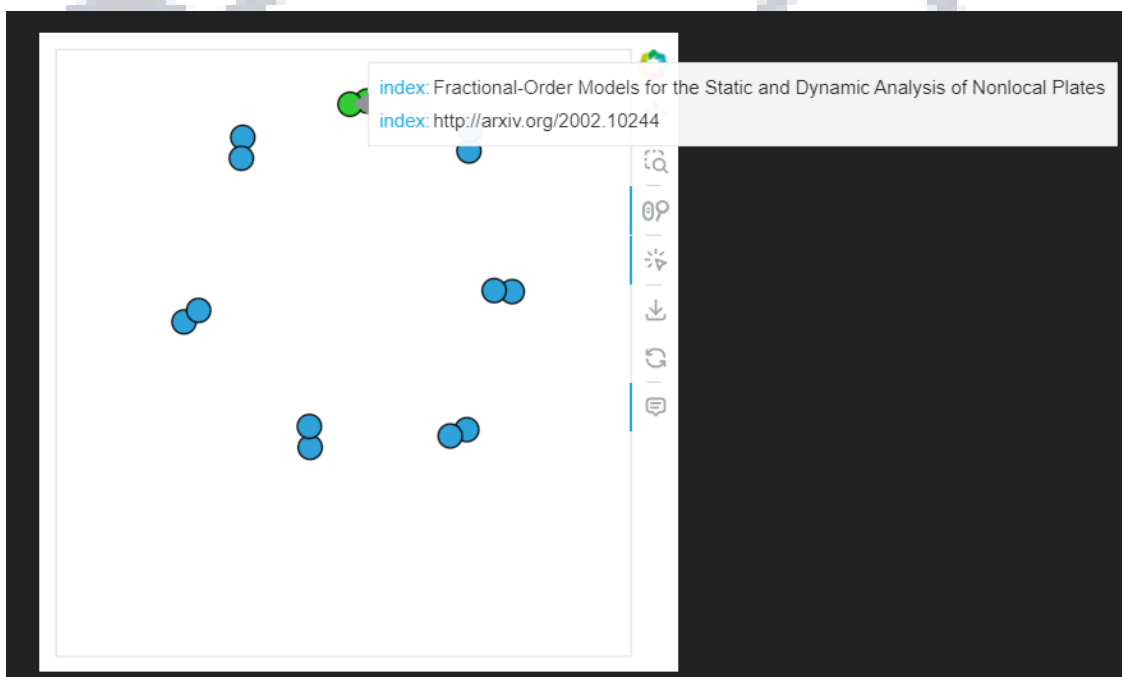 index: Fractional-Order Models for the Static and Dynamic Analysis of Nonlocal Plates
index: http://arxiv.org/2002.10244